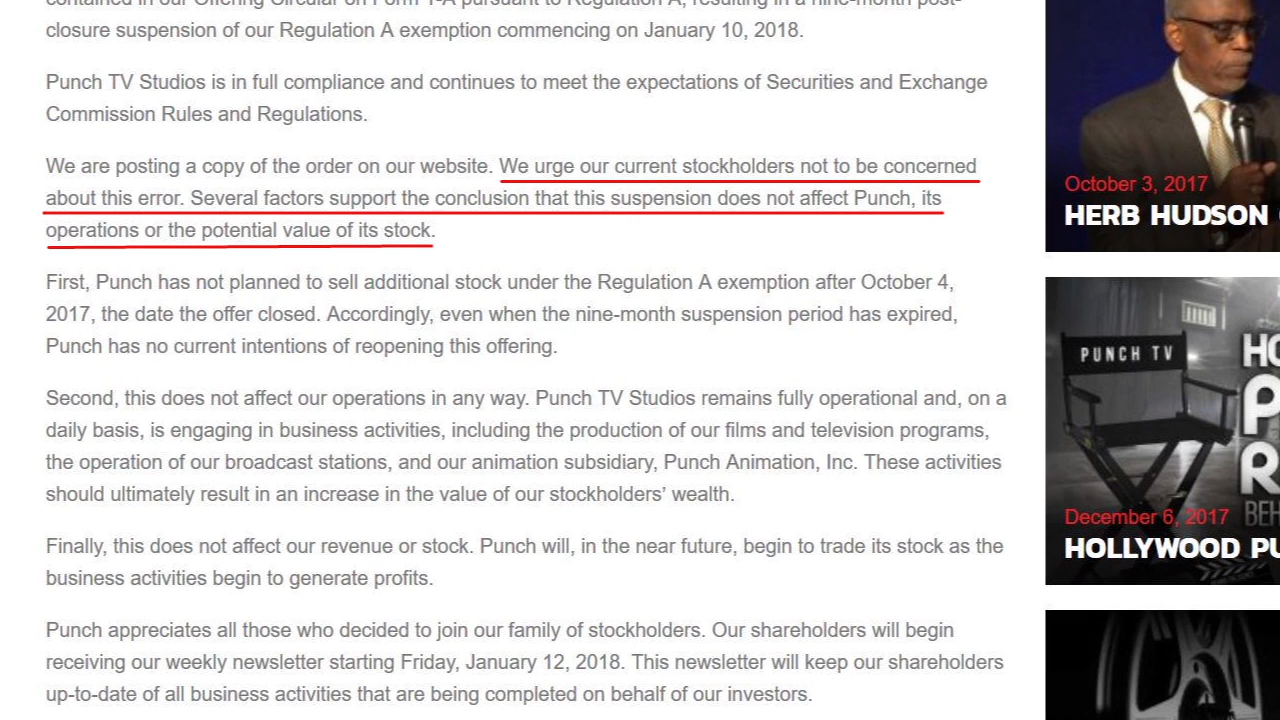 contained in our Offering Circular on Form 1-A pursuant to Regulation A, resulting in a nine-month post-
closure suspension of our Regulation A exemption commencing on January 10, 2018.
Punch TV Studios is in full compliance and continues to meet the expectations of Securities and Exchange
Commission Rules and Regulations.
We are posting a copy of the order on our website. We urge our current stockholders not to be concerned
about this error. Several factors support the conclusion that this suspension does not affect Punch, its
operations or the potential value of its stock.
First, Punch has not planned to sell additional stock under the Regulation A exemption after October 4,
2017, the date the offer closed. Accordingly, even when the nine-month suspension period has expired,
Punch has no current intentions of reopening this offering.
Second, this does not affect our operations in any way. Punch TV Studios remains fully operational and, on a
daily basis, is engaging in business activities, including the production of our films and television programs,
the operation of our broadcast stations, and our animation subsidiary, Punch Animation, Inc. These activities
should ultimately result in an increase in the value of our stockholders’ wealth.
Finally, this does not affect our revenue or stock. Punch will, in the near future, begin to trade its stock as the
business activities begin to generate profits.
Punch appreciates all those who decided to join our family of stockholders. Our shareholders will begin
receiving our weekly newsletter starting Friday, January 12, 2018. This newsletter will keep our shareholders
up-to-date of all business activities that are being completed on behalf of our investors.
October 3, 2017
HERB HUDSON
PUNCH TV
HO
P
R
BEH
December 6, 2017
HOLLYWOOD PU